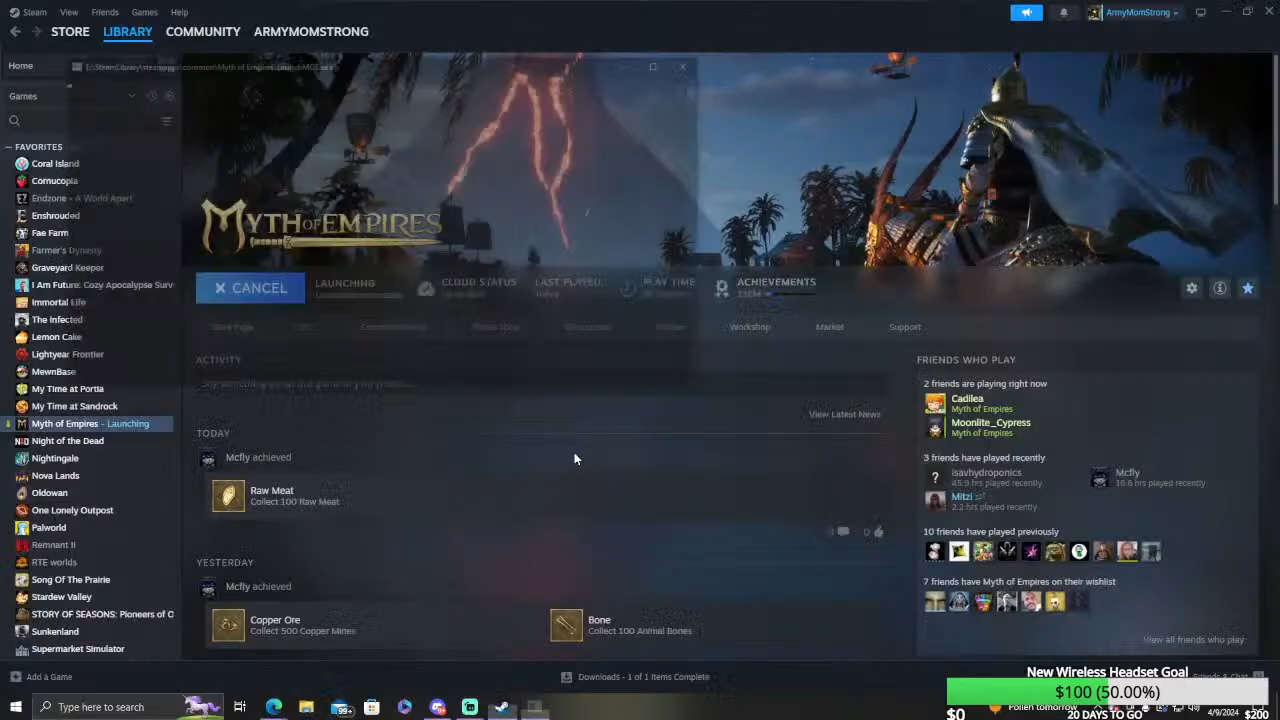 Steam View Friends Games Help
ArmyMomStrong
STORE LIBRARY COMMUNITY ARMYMOMSTRONG
Home
Games
FAVORITES
Coral Island
Cornucopia
Endzone - A World Apart
Enshrouded
Fae Farm
Farmer's Dynasty
Graveyard Keeper
I Am Future: Cozy Apocalypse Surv
Immortal Life
The Infected
Lemon Cake
Lightyear Frontier
MewnBase
My Time at Portia
My Time at Sandrock
Myth of Empires - Launching
Night of the Dead
Nightingale
Nova Lands
Oldowan
One Lonely Outpost
Palworld
Remnant II
RTE worlds
Song Of The Prairie
Stardew Valley
STORY OF SEASONS: Pioneers of O
Sunkenland
Supermarket Simulator
MYTH OF EMPIRES
CANCEL
LAUNCHING
CLOUD STATUS
LAST PLAYED
PLAY TIME
ACHIEVEMENTS
Workshop Market Support
ACTIVITY
View Latest News
TODAY
Mcfly achieved
Raw Meat
Collect 100 Raw Meat
0
YESTERDAY
Mcfly achieved
Copper Ore
Collect 500 Copper Mines
Bone
Collect 100 Animal Bones
FRIENDS WHO PLAY
2 friends are playing right now
Cadilea
Myth of Empires
Moonlite_Cypress
Myth of Empires
3 friends have played recently
isavhydroponics
45.9 hrs played recently
Mcfly
16.6 hrs played recently
Mitzi
2.2 hrs played recently
10 friends have played previously
7 friends have Myth of Empires on their wishlist
View all friends who play
Add a Game
Downloads - 1 of 1 Items Complete
Friends & Chat
New Wireless Headset Goal
$100 (50.00%)
$0 20 DAYS TO GO $200
Type here to search
99+
Pollen tomorrow
4/9/2024